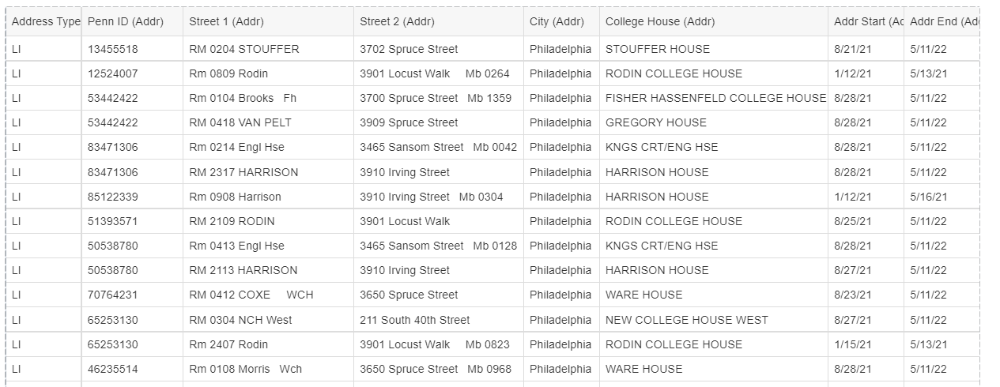 Address Type Penn ID (Addr) Street 1 (Addr) Street 2 (Addr) City (Addr) College House (Addr) Addr Start (Ac Addr End (Ad
LI 13455518 RM 0204 STOUFFER 3702 Spruce Street Philadelphia STOUFFER HOUSE 8/21/21 5/11/22
LI 12524007 Rm 0809 Rodin 3901 Locust Walk Mb 0264 Philadelphia RODIN COLLEGE HOUSE 1/12/21 5/13/21
LI 53442422 Rm 0104 Brooks Fh 3700 Spruce Street Mb 1359 Philadelphia FISHER HASSENFELD COLLEGE HOUSE 8/28/21 5/11/22
LI 53442422 RM 0418 VAN PELT 3909 Spruce Street Philadelphia GREGORY HOUSE 8/28/21 5/11/22
LI 83471306 Rm 0214 Engl Hse 3465 Sansom Street Mb 0042 Philadelphia KNGS CRT/ENG HSE 8/28/21 5/11/22
LI 83471306 RM 2317 HARRISON 3910 Irving Street Philadelphia HARRISON HOUSE 8/28/21 5/11/22
LI 85122339 Rm 0908 Harrison 3910 Irving Street Mb 0304 Philadelphia HARRISON HOUSE 1/12/21 5/16/21
LI 51393571 RM 2109 RODIN 3901 Locust Walk Philadelphia RODIN COLLEGE HOUSE 8/25/21 5/11/22
LI 50538780 Rm 0413 Engl Hse 3465 Sansom Street Mb 0128 Philadelphia KNGS CRT/ENG HSE 8/28/21 5/11/22
LI 50538780 RM 2113 HARRISON 3910 Irving Street Philadelphia HARRISON HOUSE 8/27/21 5/11/22
LI 70764231 RM 0412 COXE WCH 3650 Spruce Street Philadelphia WARE HOUSE 8/23/21 5/11/22
LI 65253130 RM 0304 NCH West 211 South 40th Street Philadelphia NEW COLLEGE HOUSE WEST 8/27/21 5/11/22
LI 65253130 Rm 2407 Rodin 3901 Locust Walk Mb 0823 Philadelphia RODIN COLLEGE HOUSE 1/15/21 5/13/21
LI 46235514 Rm 0108 Morris Wch 3650 Spruce Street Mb 0968 Philadelphia WARE HOUSE 8/28/21 5/11/22